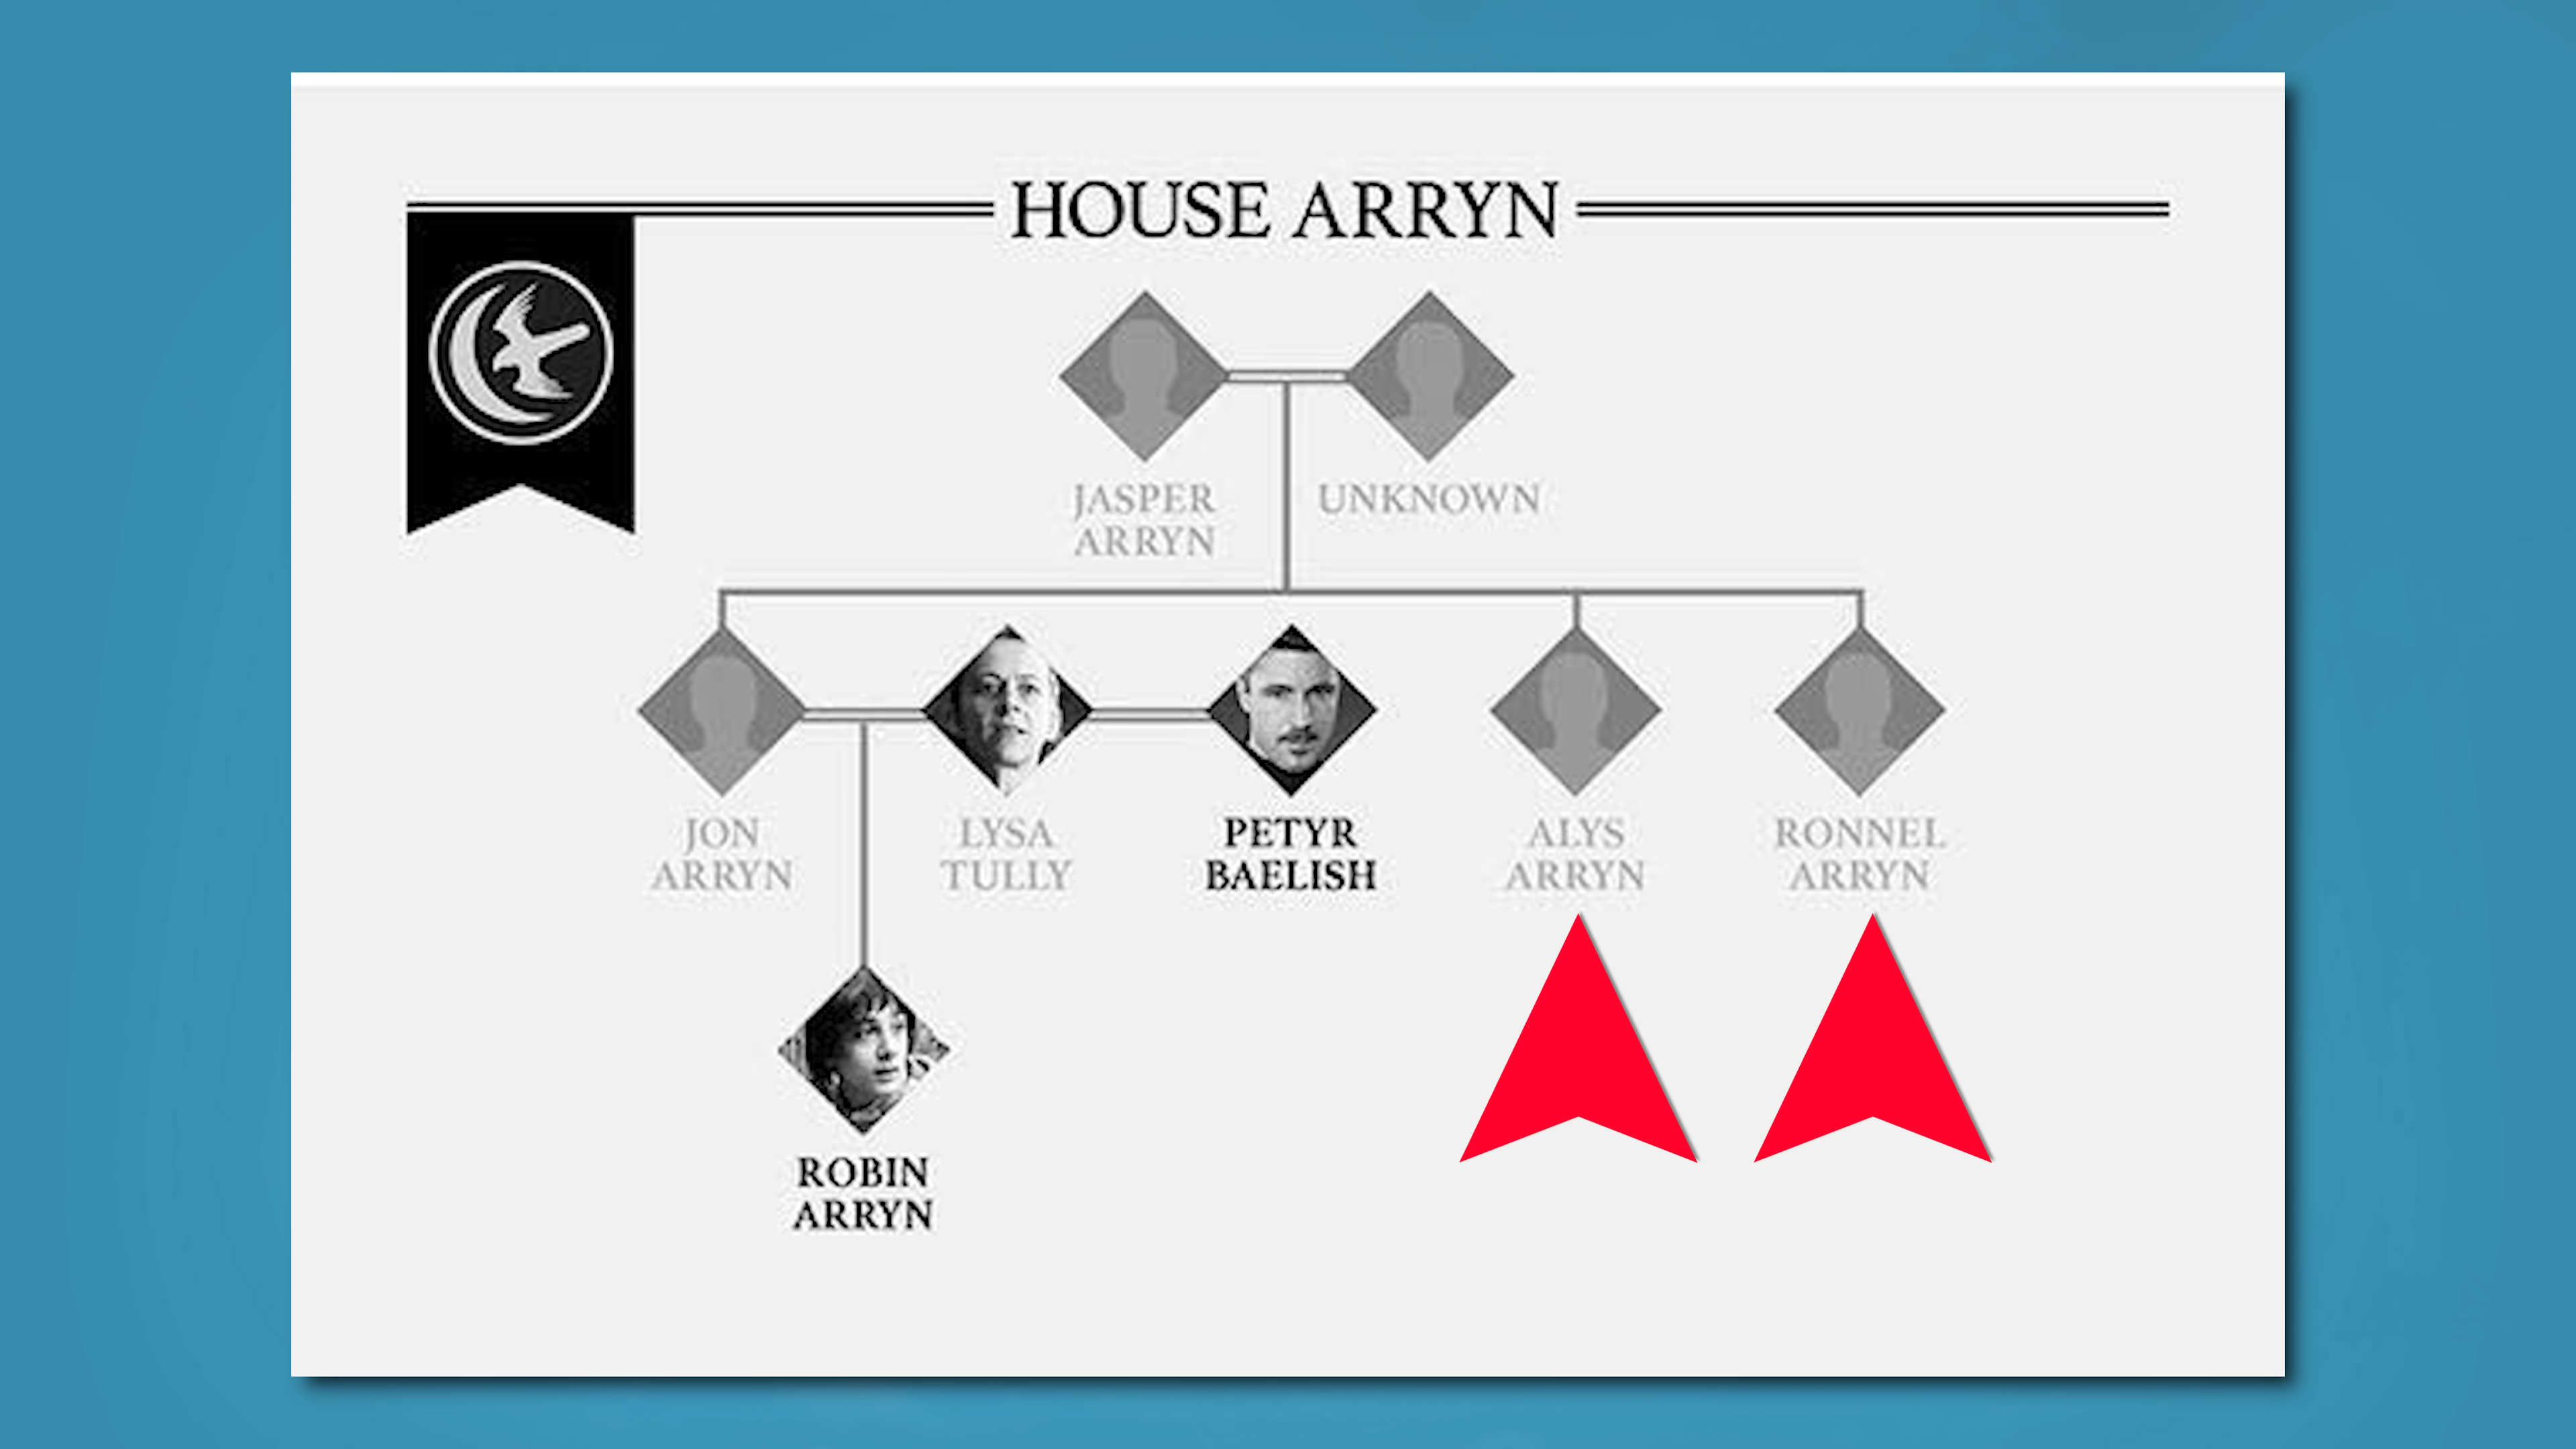 HOUSE ARRYN
JASPER
ARRYN
UNKNOWN
JON
ARRYN
LYSA
TULLY
PETYR
BAELISH
ALYS
ARRYN
RONNEL
ARRYN
ROBIN
ARRYN